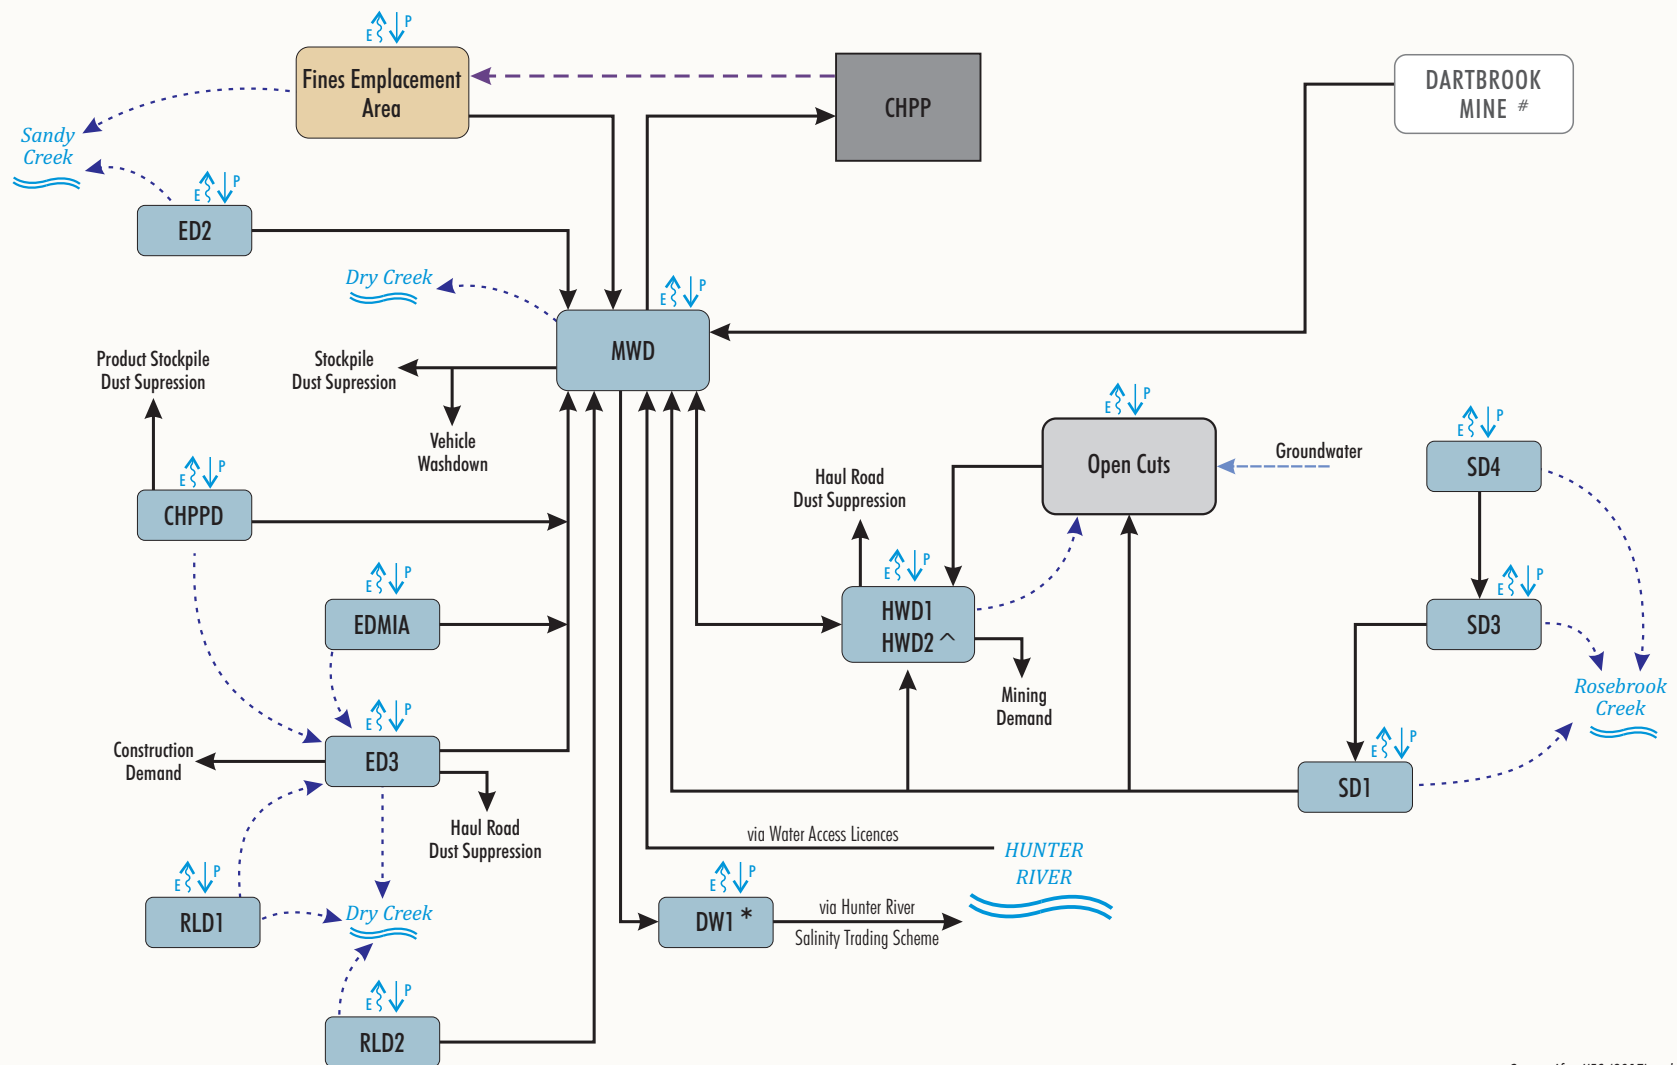 E P
Fines Emplacement
Area
CHPP
DARTBROOK
MINE #
Sandy
Creek
E P
ED2
Dry Creek
E P
MWD
Product Stockpile
Dust Supression
Stockpile
Dust Supression
Vehicle
Washdown
E P
CHPPD
E P
Open Cuts
Groundwater
Haul Road
Dust Suppression
E P
SD4
E P
HWD1
HWD2 ^
E P
SD3
E P
EDMIA
Mining
Demand
Rosebrook
Creek
E P
ED3
Construction
Demand
Haul Road
Dust Suppression
E P
SD1
via Water Access Licences
HUNTER
RIVER
E P
RLD1
Dry Creek
E P
DW1 *
via Hunter River
Salinity Trading Scheme
E P
RLD2